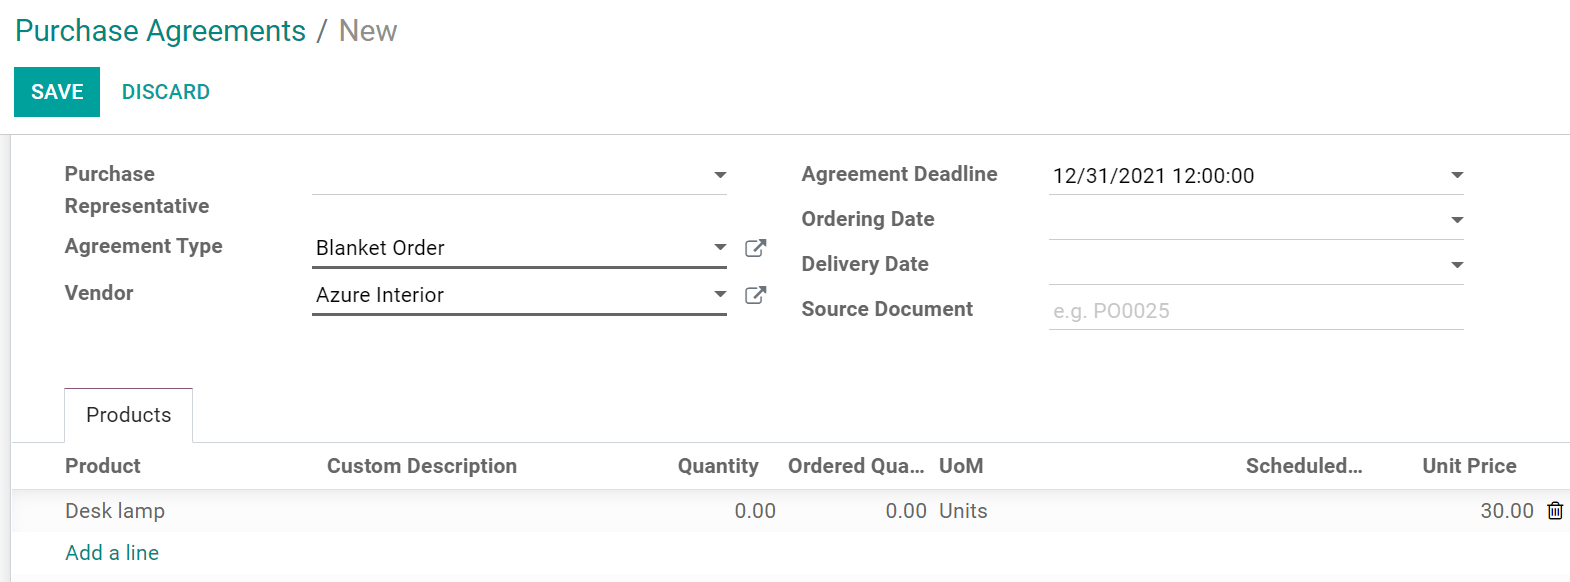 Purchase Agreements / New
SAVE DISCARD
Purchase Representative
Agreement Type Blanket Order
Vendor Azure Interior
Agreement Deadline 12/31/2021 12:00:00
Ordering Date
Delivery Date
Source Document e.g. PO0025
Products
Product Custom Description Quantity Ordered Qua... UoM Scheduled... Unit Price
Desk lamp 0.00 0.00 Units 30.00
Add a line